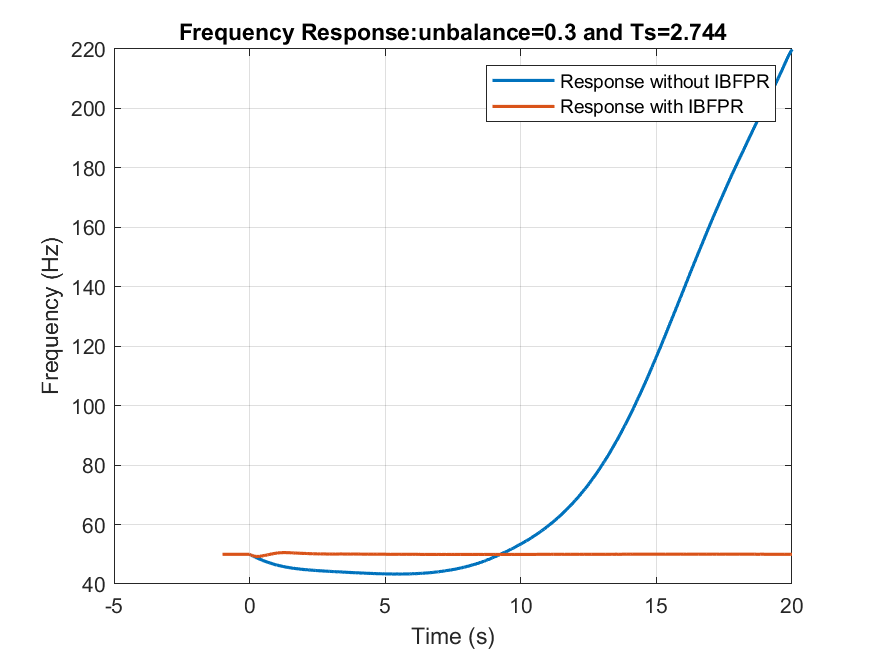 Frequency Response:unbalance=0.3 and Ts=2.744
Response without IBFPR
Response with IBFPR
220
200
180
160
140
120
100
80
60
40
Frequency (Hz)
-5 0 5 10 15 20
Time (s)